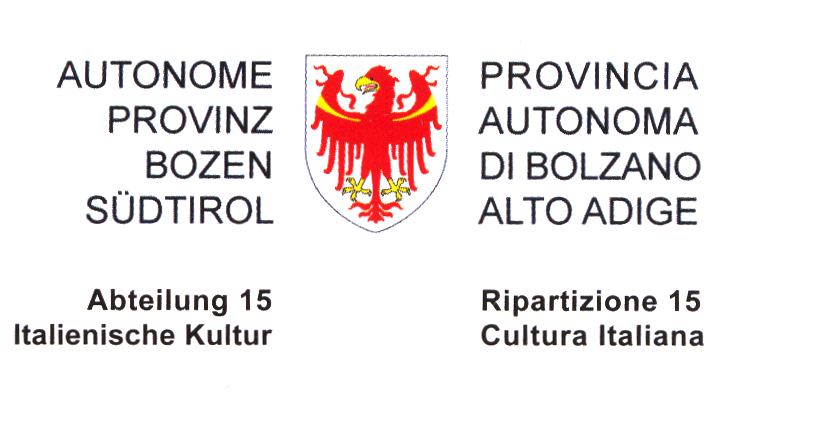 AUTONOME
PROVINZ
BOZEN
SÜDTIROL
PROVINCIA
AUTONOMA
DI BOLZANO
ALTO ADIGE
Abteilung 15
Italienische Kultur
Ripartizione 15
Cultura Italiana